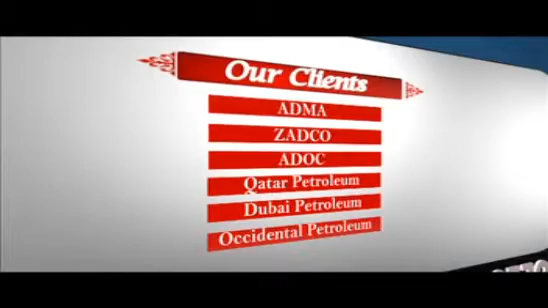 Our Clients
ADMA
ZADCO
ADOC
Qatar Petroleum
Dubai Petroleum
Occidental Petroleum